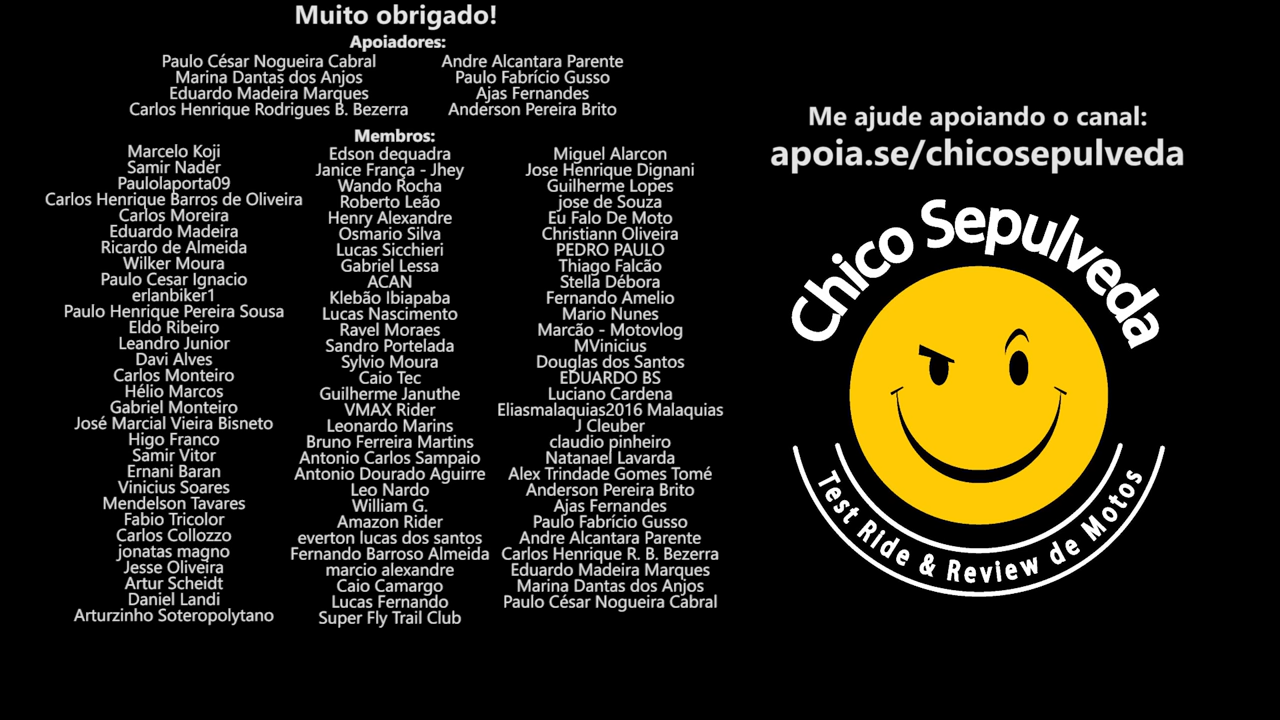 Muito obrigado!
Apoiadores:
Paulo César Nogueira Cabral
Marina Dantas dos Anjos
Eduardo Madeira Marques
Carlos Henrique Rodrigues B. Bezerra
Andre Alcantara Parente
Paulo Fabrício Gusso
Ajas Fernandes
Anderson Pereira Brito
Membros:
Marcelo Koji
Samir Nader
Paulolaporta09
Carlos Henrique Barros de Oliveira
Carlos Moreira
Eduardo Madeira
Ricardo de Almeida
Wilker Moura
Paulo Cesar Ignacio
erlanbiker1
Paulo Henrique Pereira Sousa
Eldo Ribeiro
Leandro Junior
Davi Alves
Carlos Monteiro
Hélio Marcos
Gabriel Monteiro
José Marcial Vieira Bisneto
Higo Franco
Samir Vitor
Ernani Baran
Vinicius Soares
Mendelson Tavares
Fabio Tricolor
Carlos Collozzo
jonatas magno
Jesse Oliveira
Artur Scheidt
Daniel Landi
Arturzinho Soteropolytano
Edson dequadra
Janice França - Jhey
Wando Rocha
Roberto Leão
Henry Alexandre
Osmario Silva
Lucas Sicchieri
Gabriel Lessa
ACAN
Klebão Ibiapaba
Lucas Nascimento
Ravel Moraes
Sandro Portelada
Sylvio Moura
Caio Tec
Guilherme Januthe
VMAX Rider
Leonardo Marins
Bruno Ferreira Martins
Antonio Carlos Sampaio
Antonio Dourado Aguirre
Leo Nardo
William G.
Amazon Rider
everton lucas dos santos
Fernando Barroso Almeida
marcio alexandre
Caio Camargo
Lucas Fernando
Super Fly Trail Club
Miguel Alarcon
Jose Henrique Dignani
Guilherme Lopes
jose de Souza
Eu Falo De Moto
Christiann Oliveira
PEDRO PAULO
Thiago Falcão
Stella Débora
Fernando Amelio
Mario Nunes
Marcão - Motovlog
MVinicius
Douglas dos Santos
EDUARDO BS
Luciano Cardena
Eliasmalaquias2016 Malaquias
J Cleuber
claudio pinheiro
Natanael Lavarda
Alex Trindade Gomes Tomé
Anderson Pereira Brito
Ajas Fernandes
Paulo Fabrício Gusso
Andre Alcantara Parente
Carlos Henrique R. B. Bezerra
Eduardo Madeira Marques
Marina Dantas dos Anjos
Paulo César Nogueira Cabral
Me ajude apoiando o canal:
apoia.se/chicosepulveda
Chico Sepulveda
Test Ride & Review de Motos